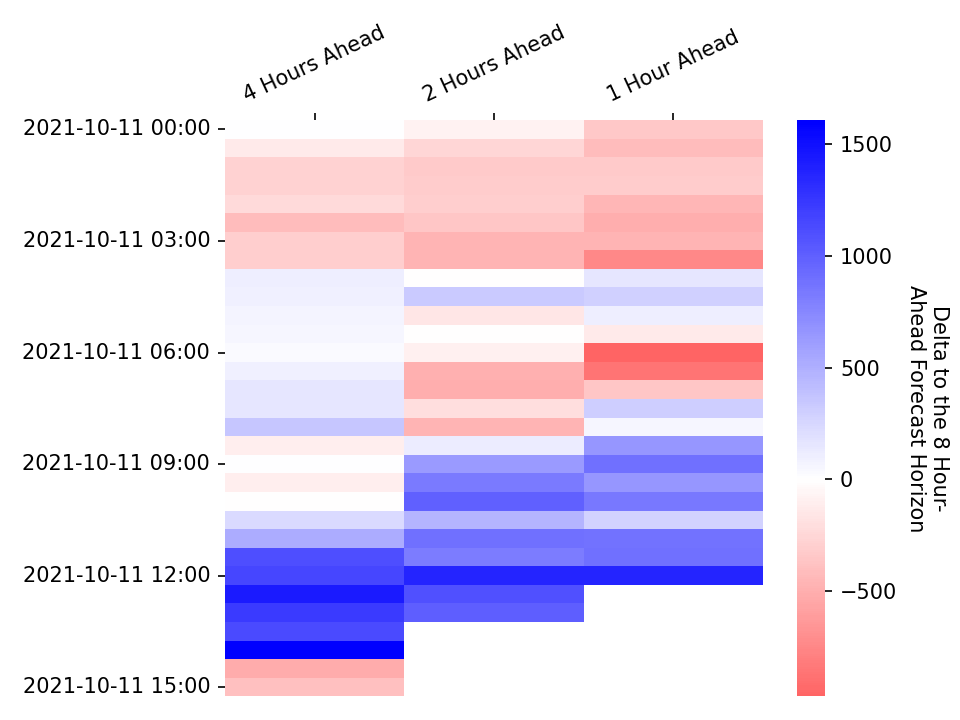 4 Hours Ahead
2 Hours Ahead
1 Hour Ahead
2021-10-11 00:00
2021-10-11 03:00
2021-10-11 06:00
2021-10-11 09:00
2021-10-11 12:00
2021-10-11 15:00
1500
1000
500
0
−500
Delta to the 8 Hour-
Ahead Forecast Horizon